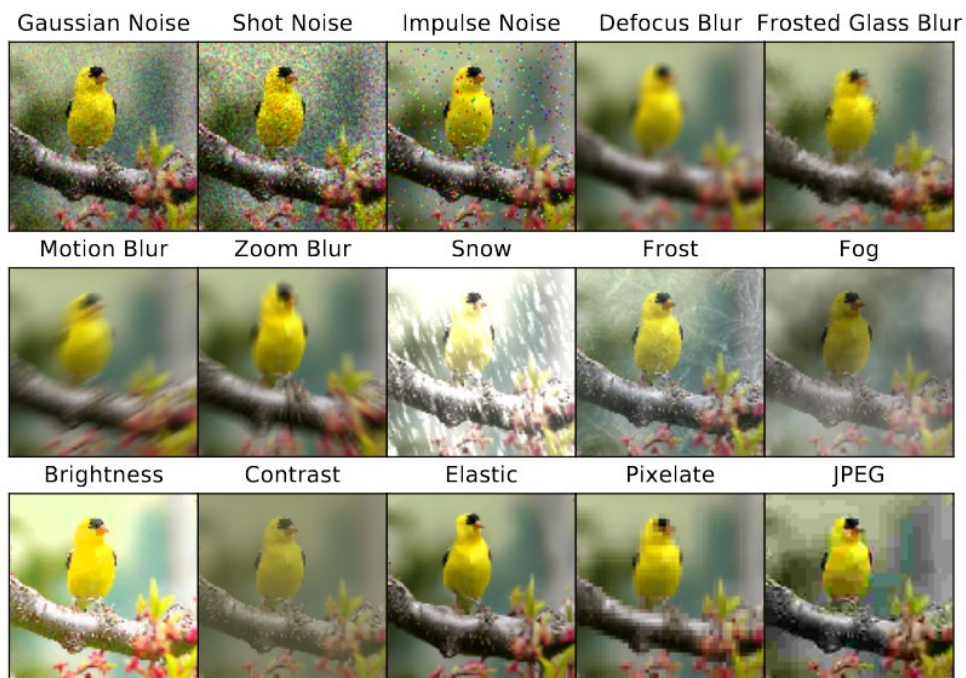 Gaussian Noise Shot Noise Impulse Noise Defocus Blur Frosted Glass Blur
Motion Blur Zoom Blur Snow Frost Fog
Brightness Contrast Elastic Pixelate JPEG